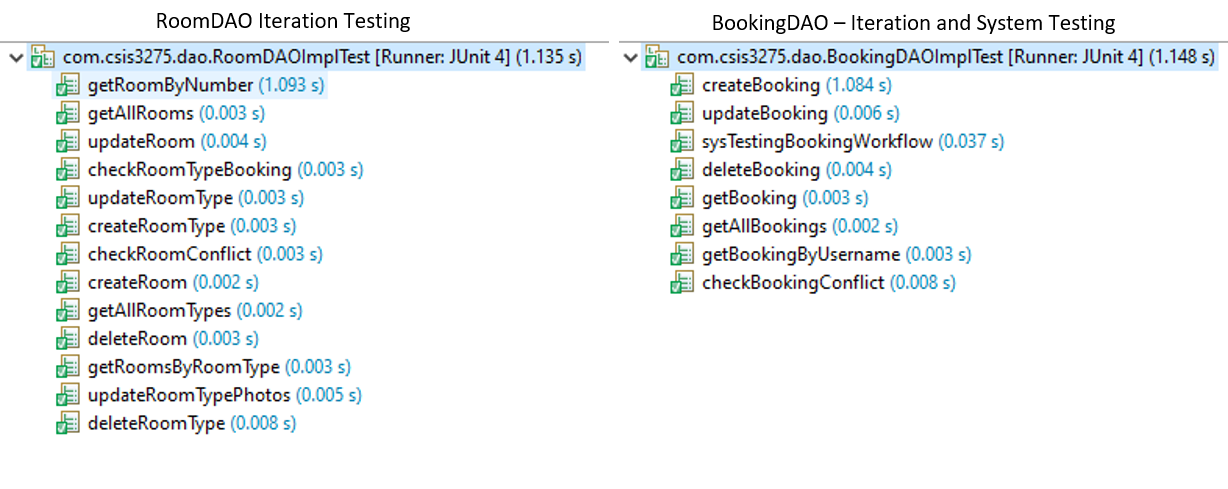 RoomDAO Iteration Testing
com.csis3275.dao.RoomDAOImplTest [Runner: JUnit 4] (1.135 s)
getRoomByNumber (1.093 s)
getAllRooms (0.003 s)
updateRoom (0.004 s)
checkRoomTypeBooking (0.003 s)
updateRoomType (0.003 s)
createRoomType (0.003 s)
checkRoomConflict (0.003 s)
createRoom (0.002 s)
getAllRoomTypes (0.002 s)
deleteRoom (0.003 s)
getRoomsByRoomType (0.003 s)
updateRoomTypePhotos (0.005 s)
deleteRoomType (0.008 s)
BookingDAO – Iteration and System Testing
com.csis3275.dao.BookingDAOImplTest [Runner: JUnit 4] (1.148 s)
createBooking (1.084 s)
updateBooking (0.006 s)
sysTestingBookingWorkflow (0.037 s)
deleteBooking (0.004 s)
getBooking (0.003 s)
getAllBookings (0.002 s)
getBookingByUsername (0.003 s)
checkBookingConflict (0.008 s)